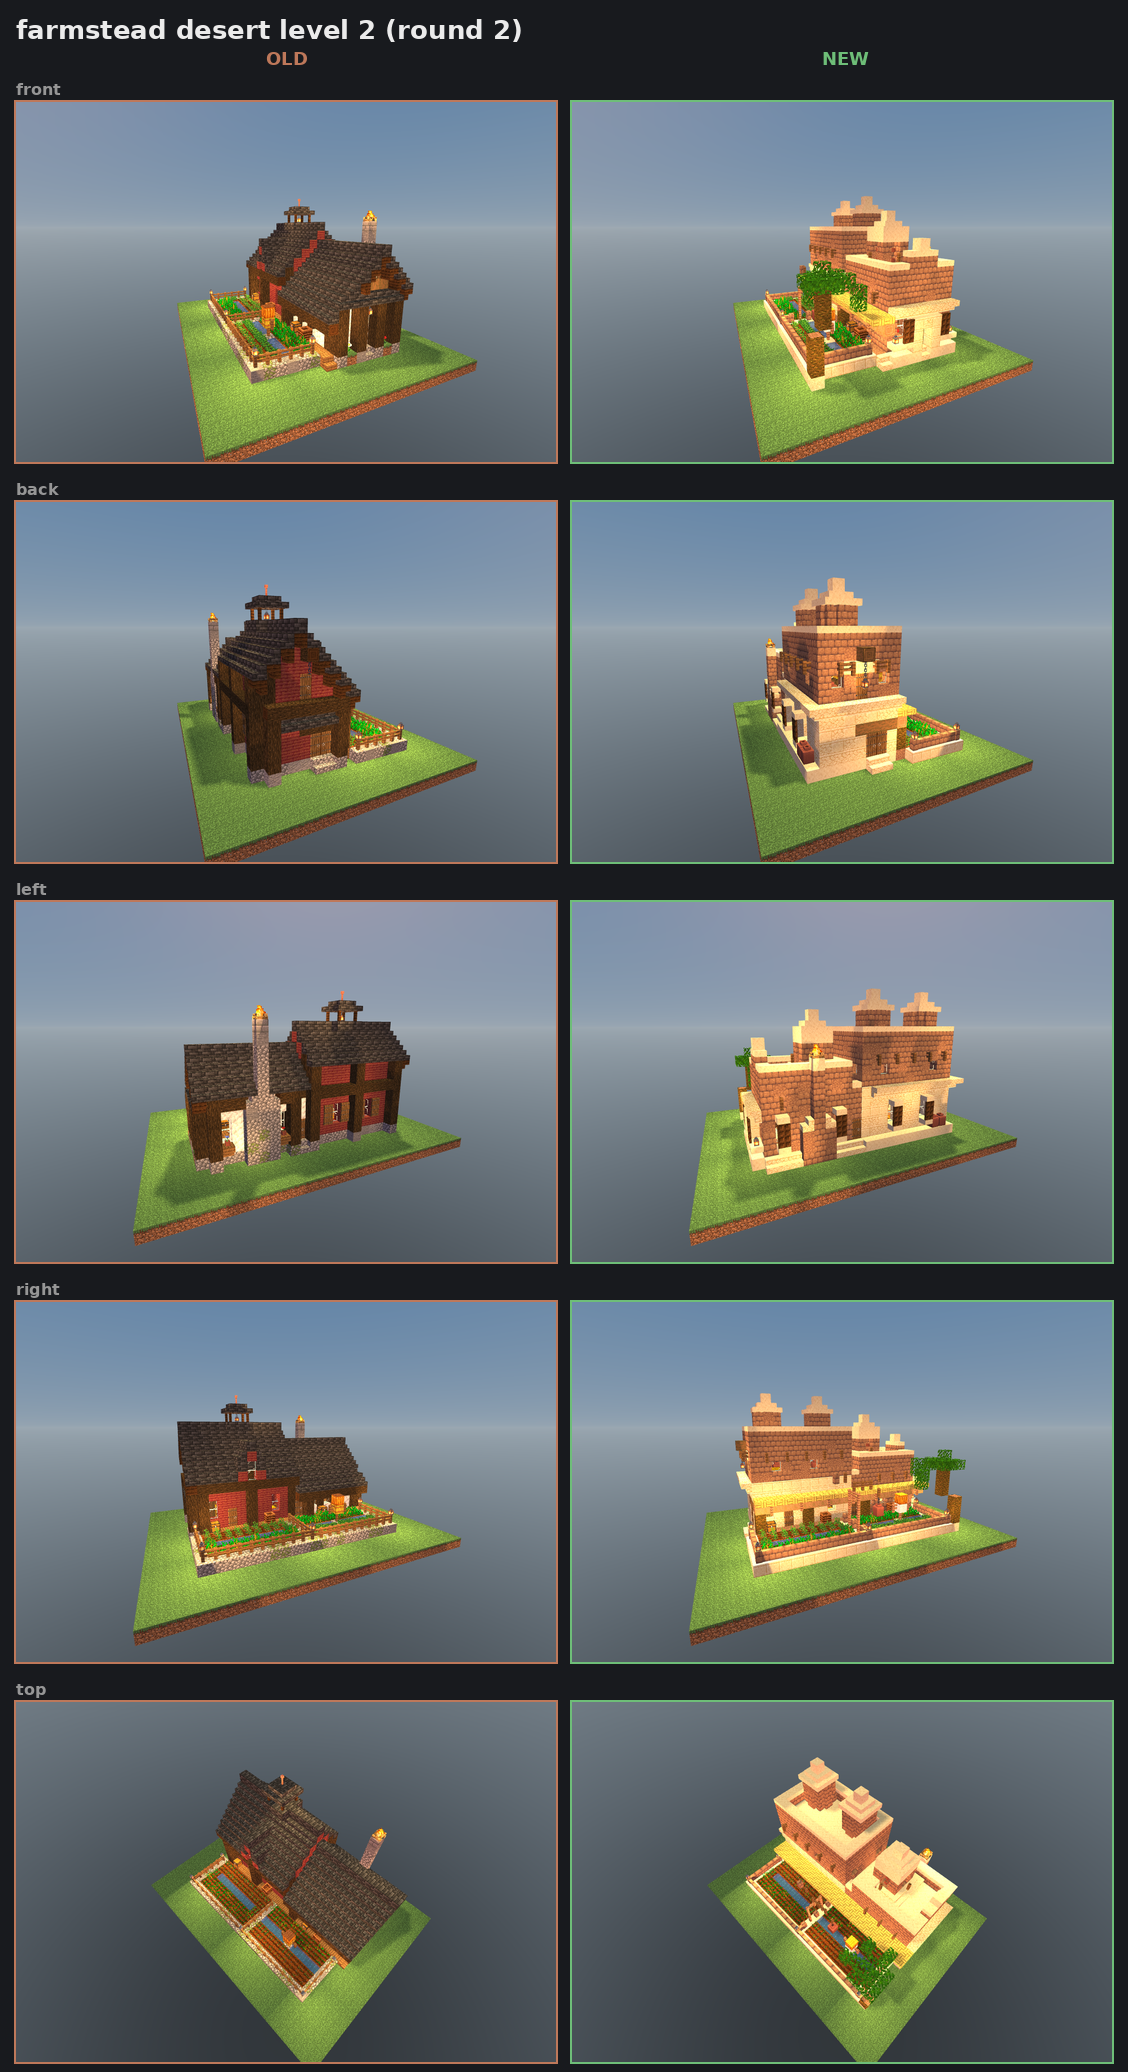 farmstead desert level 2 (round 2)
OLD
NEW
front
back
left
right
top